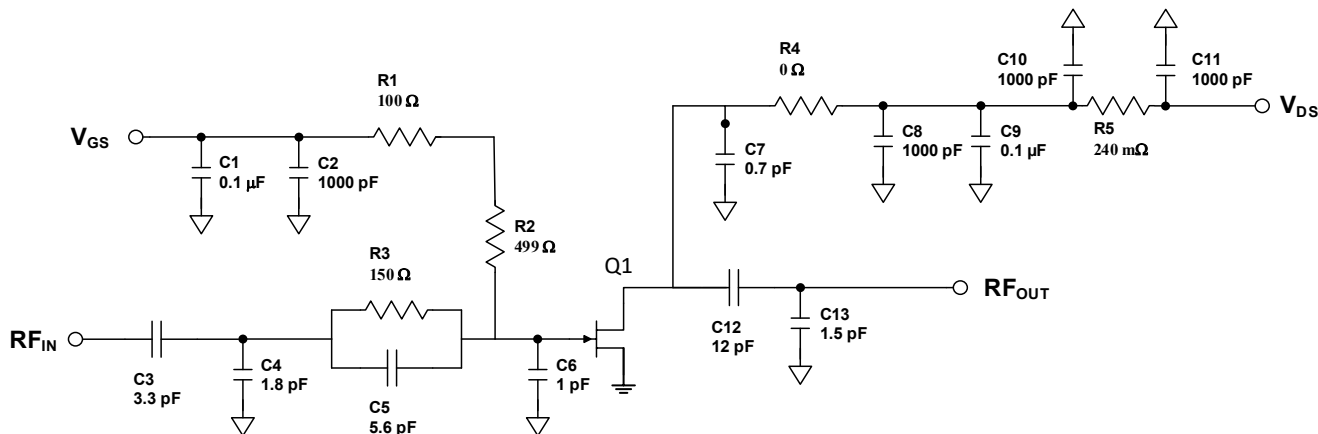 R4
0 Ω
C10
1000 pF
C11
1000 pF
R1
100 Ω
VGS
VDS
C1
0.1 µF
C2
1000 pF
C7
0.7 pF
C8
1000 pF
C9
0.1 µF
R5
240 mΩ
R2
499 Ω
R3
150 Ω
Q1
RFIN
RFOUT
C3
3.3 pF
C4
1.8 pF
C5
5.6 pF
C6
1 pF
C12
12 pF
C13
1.5 pF